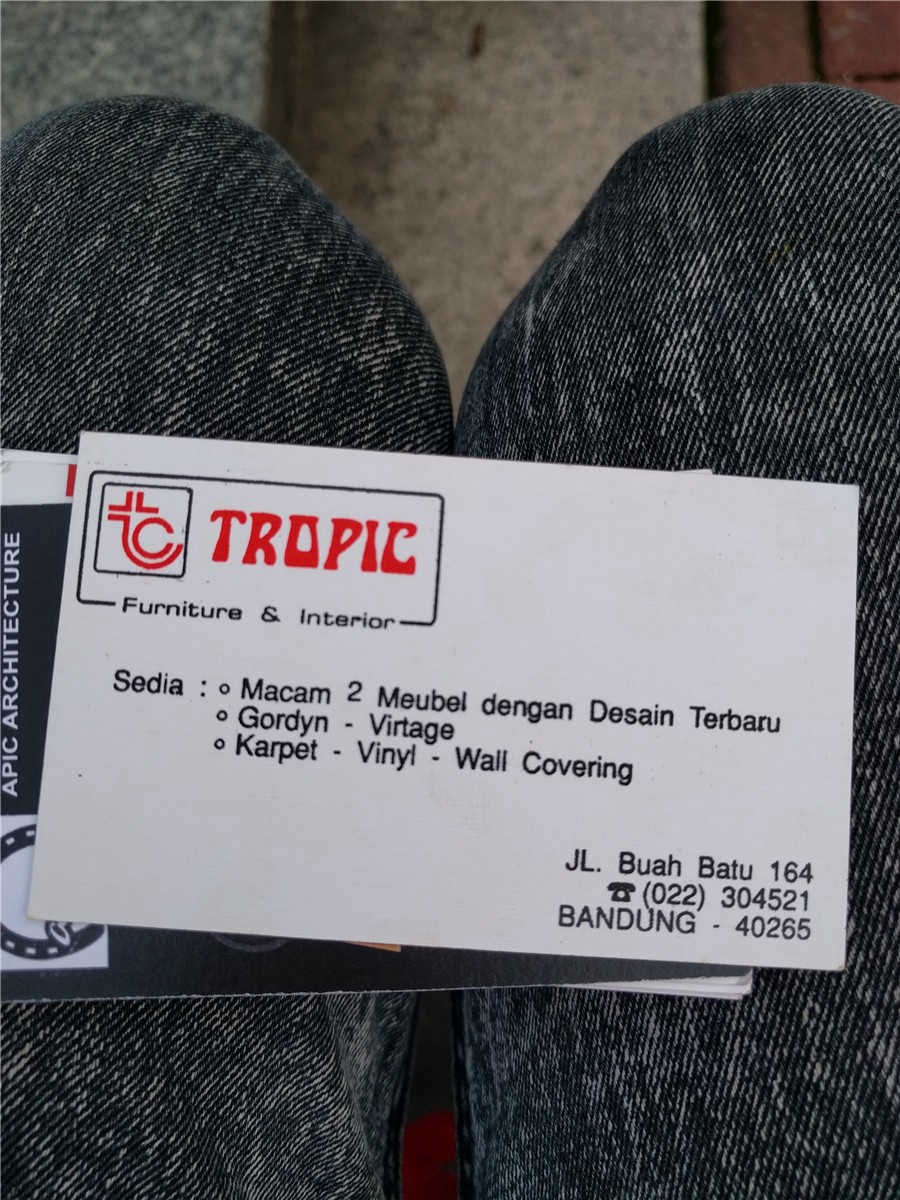 TROPIC
Furniture & Interior
Sedia : o Macam 2 Meubel dengan Desain Terbaru
o Gordyn - Virtage
o Karpet - Vinyl - Wall Covering
JL. Buah Batu 164
☎ (022) 304521
BANDUNG - 40265
APIC ARCHITECTURE